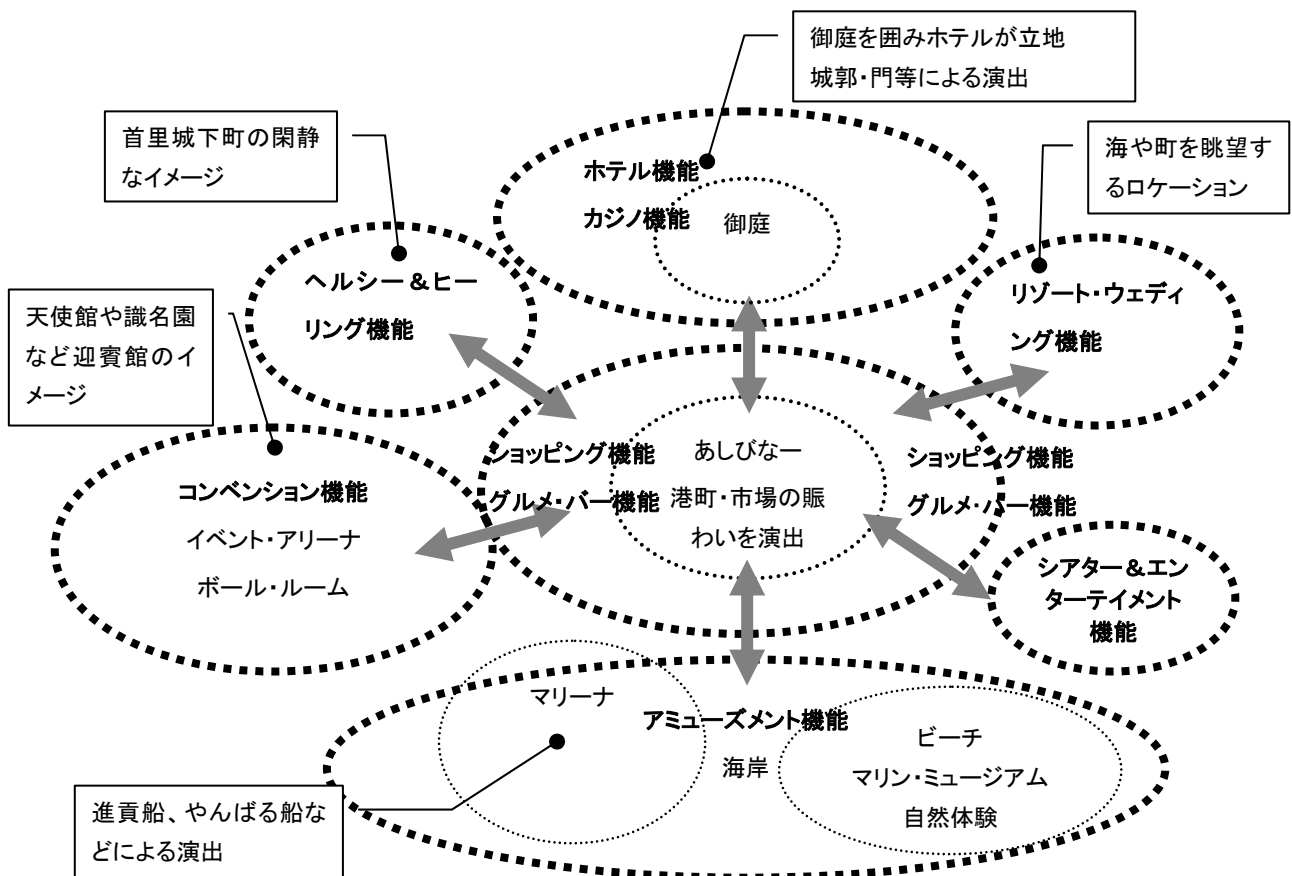 御庭を囲みホテルが立地
城郭・門等による演出
首里城下町の閑静
なイメージ
海や町を眺望す
るロケーション
ホテル機能
カジノ機能
御庭
ヘルシー&ヒー
リング機能
リゾート・ウェディ
ング機能
天使館や識名園
など迎賓館のイ
メージ
ショッピング機能
グルメ・バー機能
あしびなー
港町・市場の賑
わいを演出
ショッピング機能
グルメ・バー機能
コンベンション機能
イベント・アリーナ
ボール・ルーム
シアター&エン
ターテイメント
機能
マリーナ
アミューズメント機能
海岸
ビーチ
マリン・ミュージアム
自然体験
進貢船、やんばる船な
どによる演出